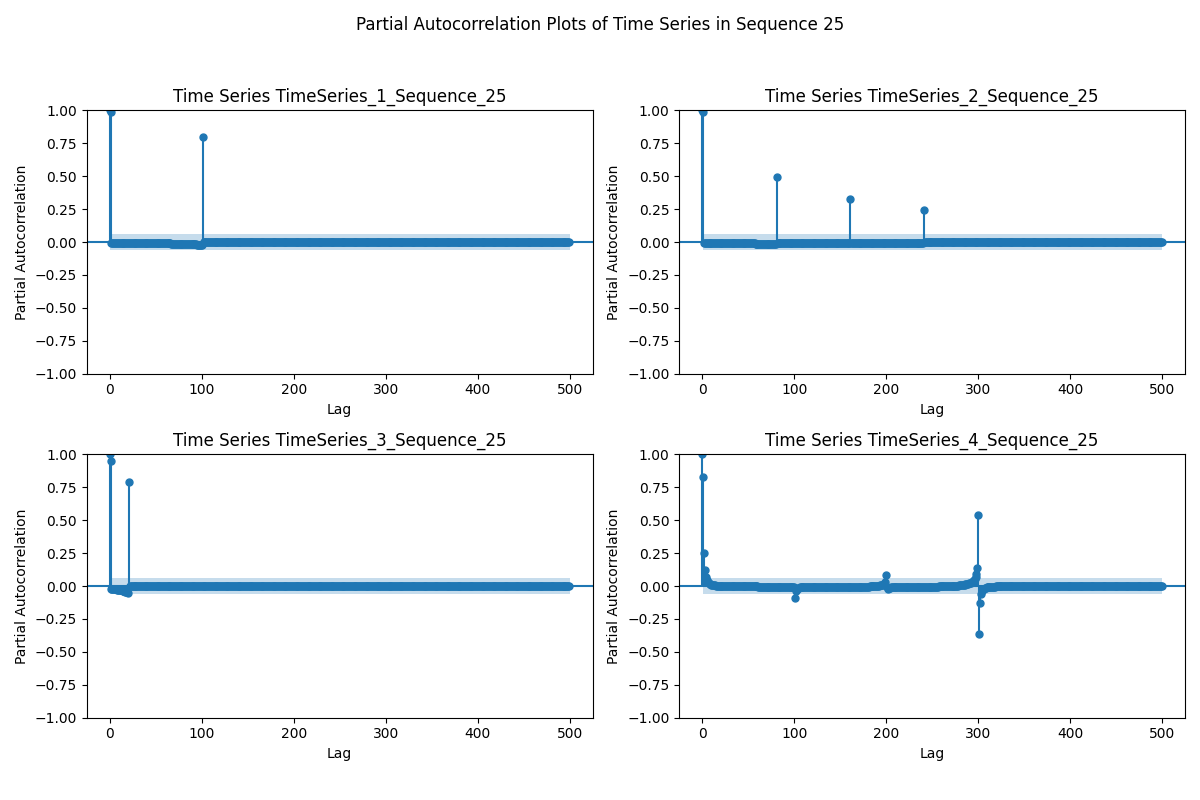 Partial Autocorrelation Plots of Time Series in Sequence 25
Time Series TimeSeries_1_Sequence_25
Partial Autocorrelation
1.00
0.75
0.50
0.25
0.00
−0.25
−0.50
−0.75
−1.00
0 100 200 300 400 500
Lag
Time Series TimeSeries_2_Sequence_25
Partial Autocorrelation
1.00
0.75
0.50
0.25
0.00
−0.25
−0.50
−0.75
−1.00
0 100 200 300 400 500
Lag
Time Series TimeSeries_3_Sequence_25
Partial Autocorrelation
1.00
0.75
0.50
0.25
0.00
−0.25
−0.50
−0.75
−1.00
0 100 200 300 400 500
Lag
Time Series TimeSeries_4_Sequence_25
Partial Autocorrelation
1.00
0.75
0.50
0.25
0.00
−0.25
−0.50
−0.75
−1.00
0 100 200 300 400 500
Lag